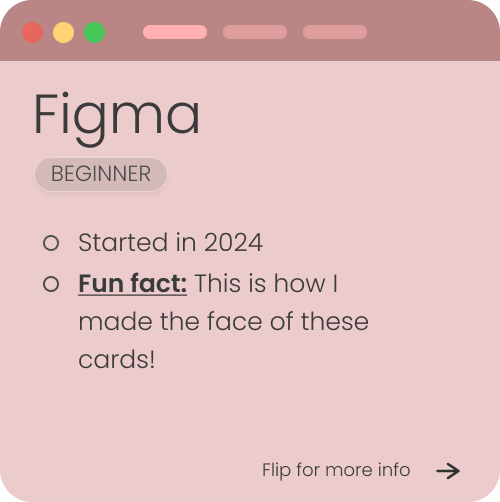 Figma
BEGINNER
Started in 2024
Fun fact: This is how I
made the face of these
cards!
Flip for more info